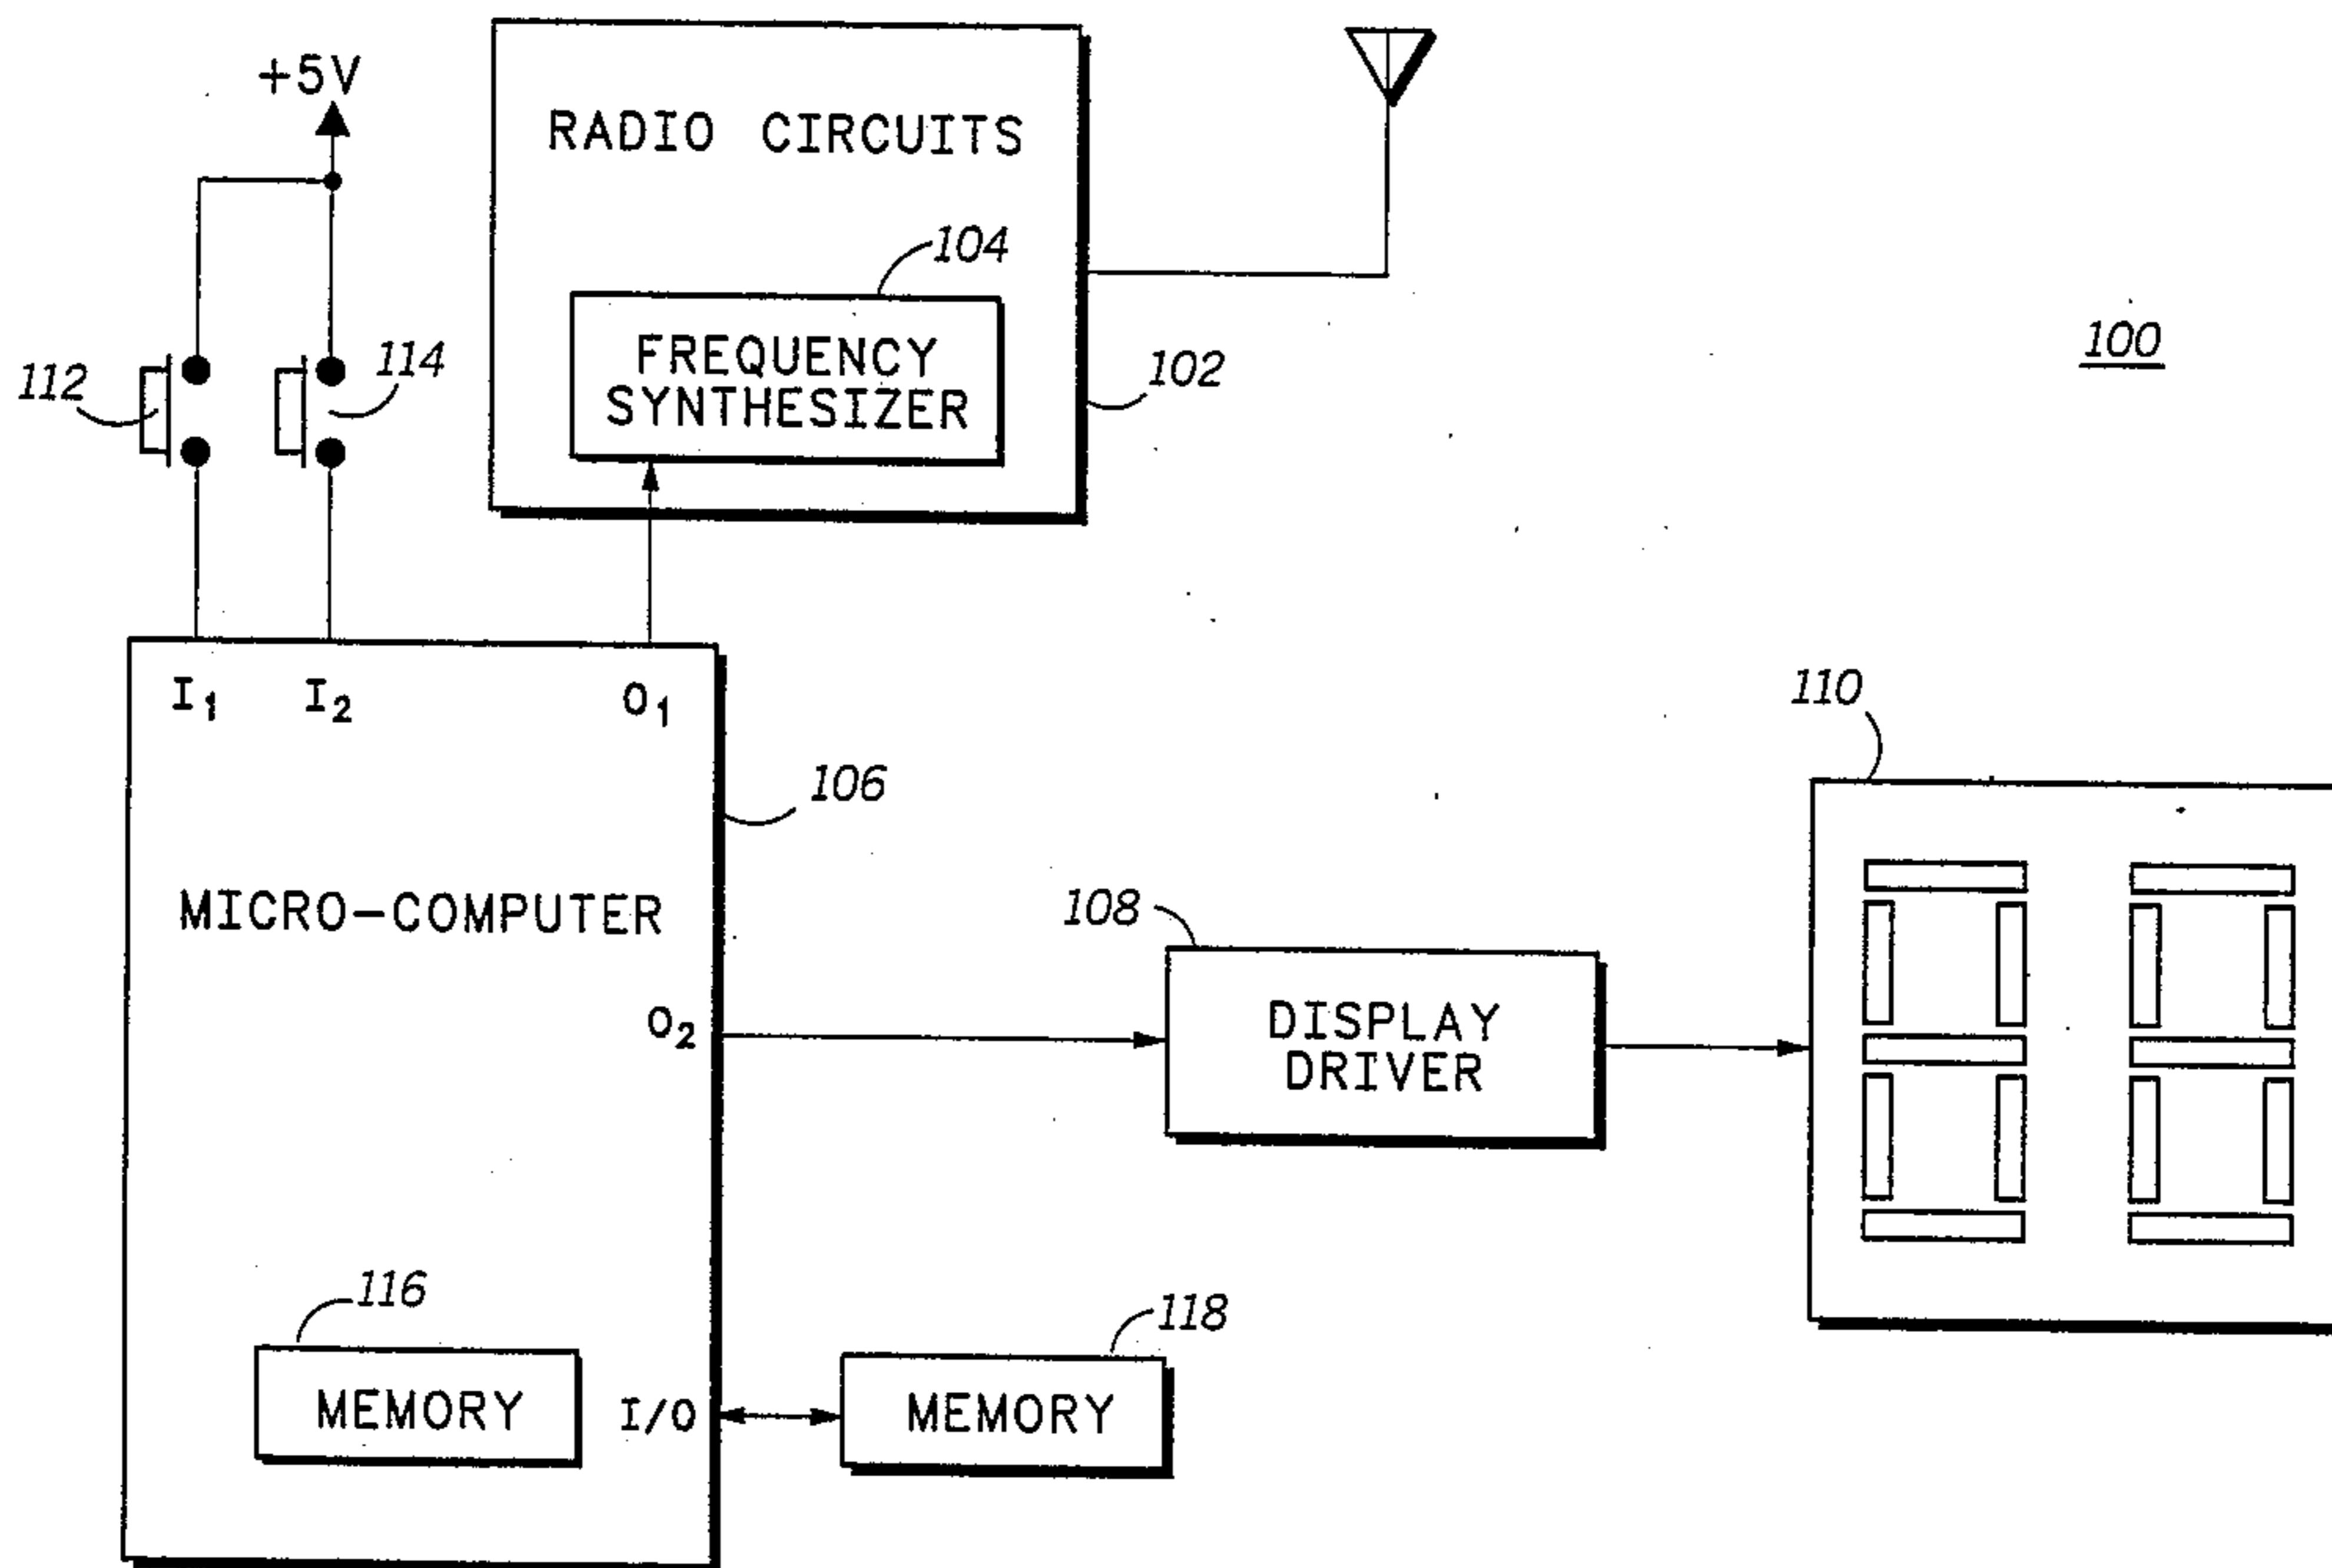 +5V
RADIO CIRCUITS
104
FREQUENCY
SYNTHESIZER
102
100
112
114
I1
I2
O1
106
110
MICRO-COMPUTER
108
O2
DISPLAY
DRIVER
116
118
MEMORY
I/O
MEMORY